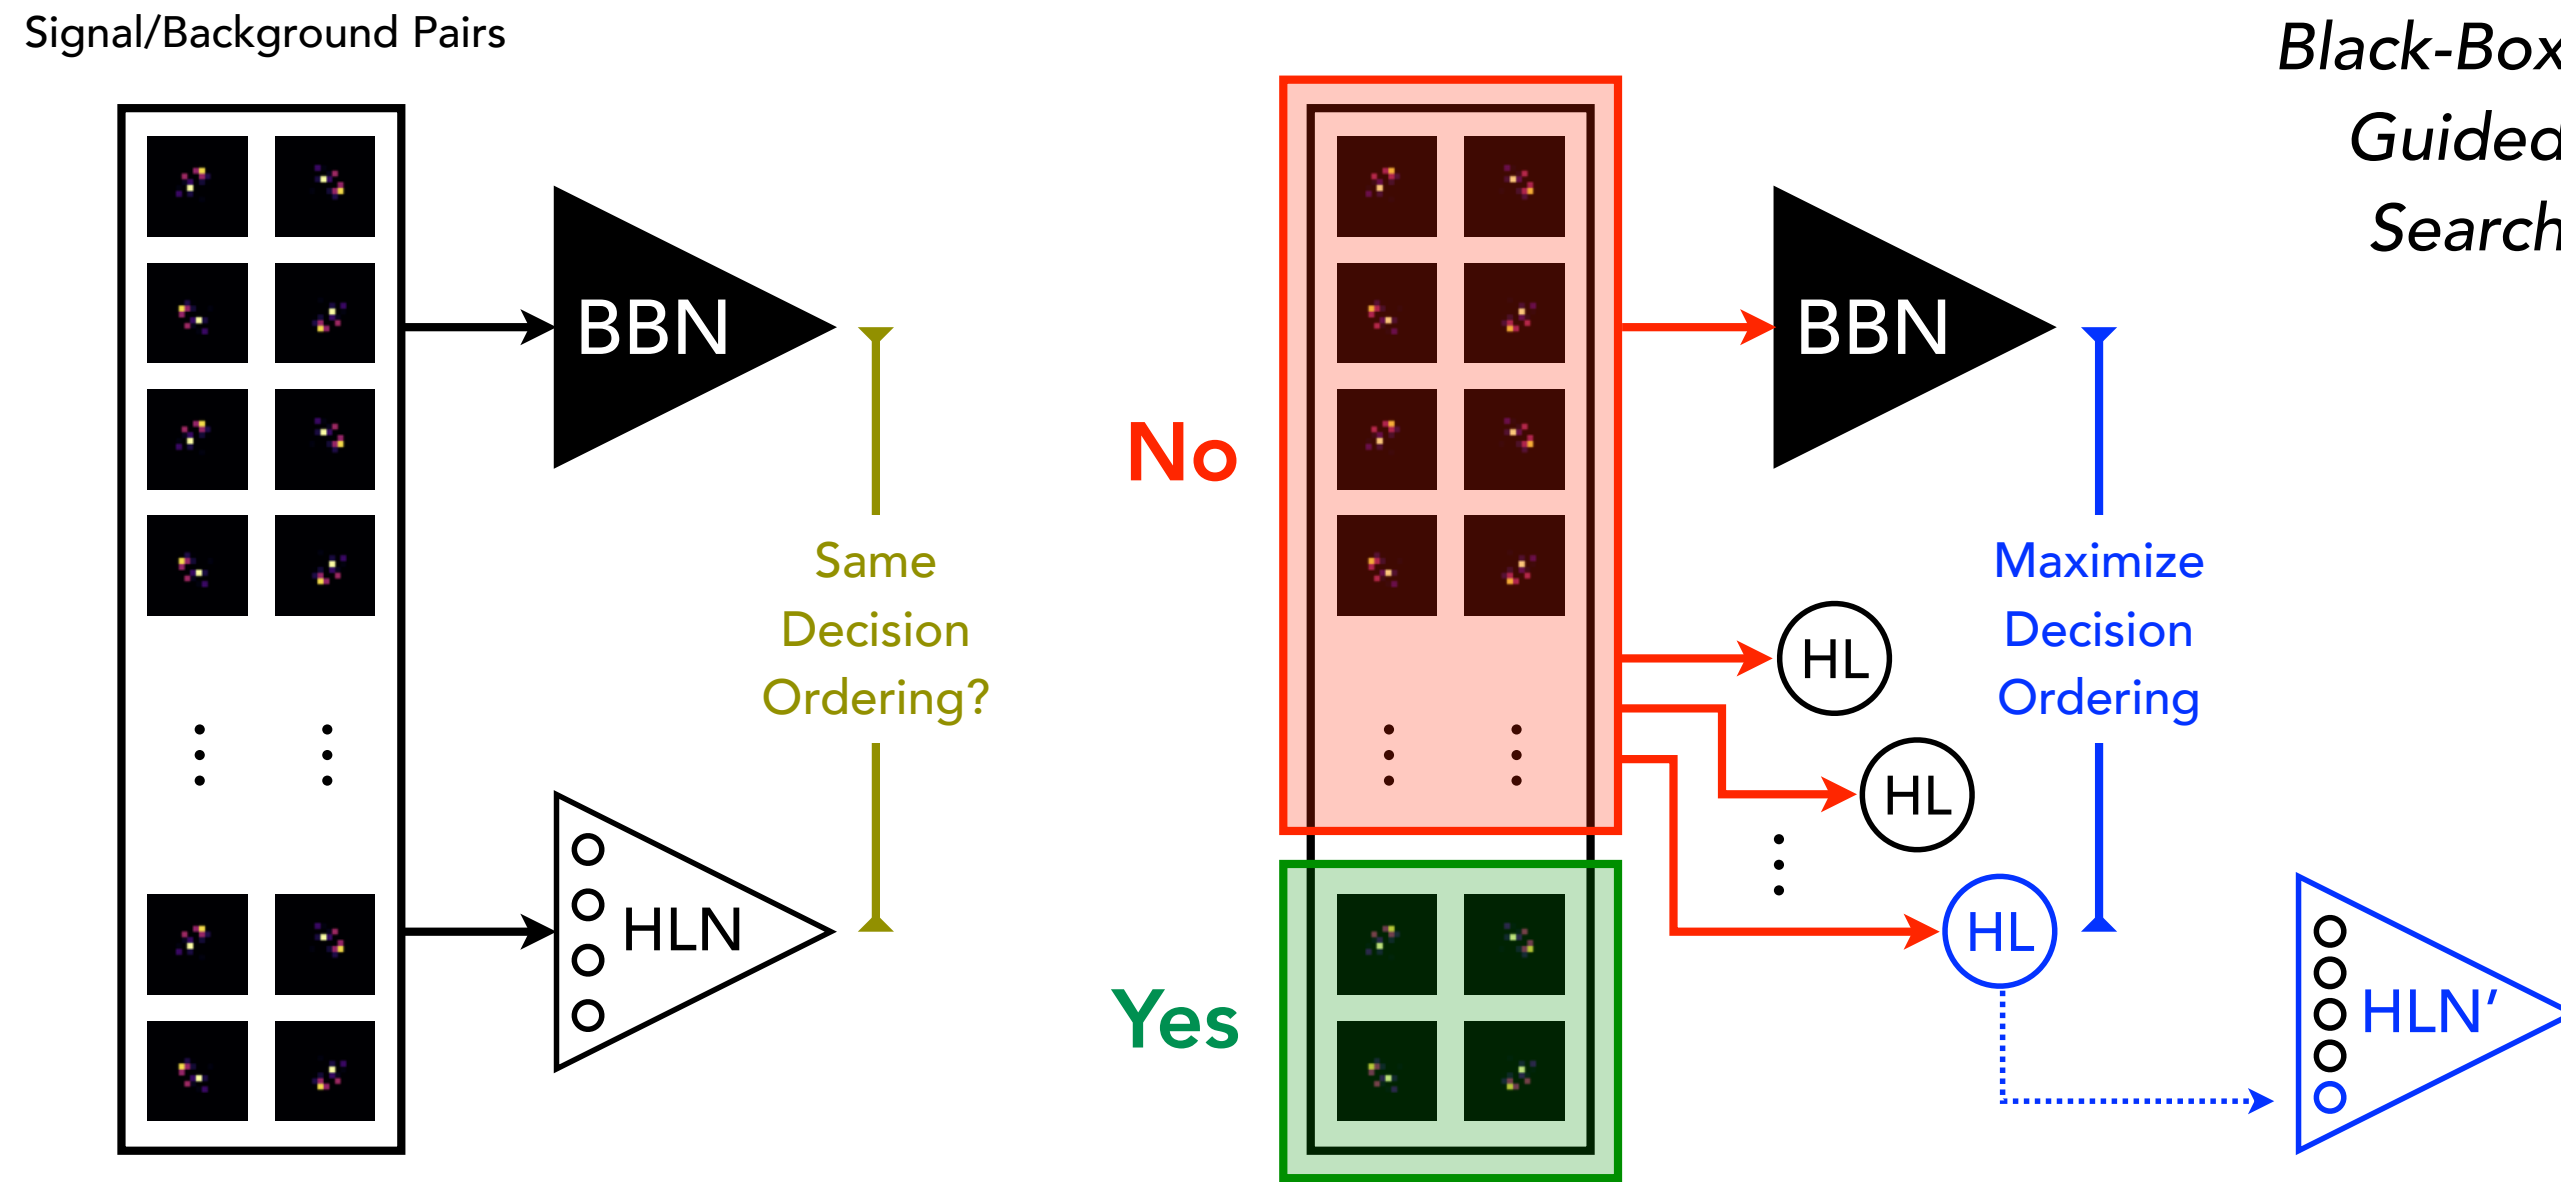 Signal/Background Pairs
BBN
Same
Decision
Ordering?
HLN
No
Yes
BBN
HL
HL
HL
Maximize
Decision
Ordering
HLN′
Black-Box
Guided
Search